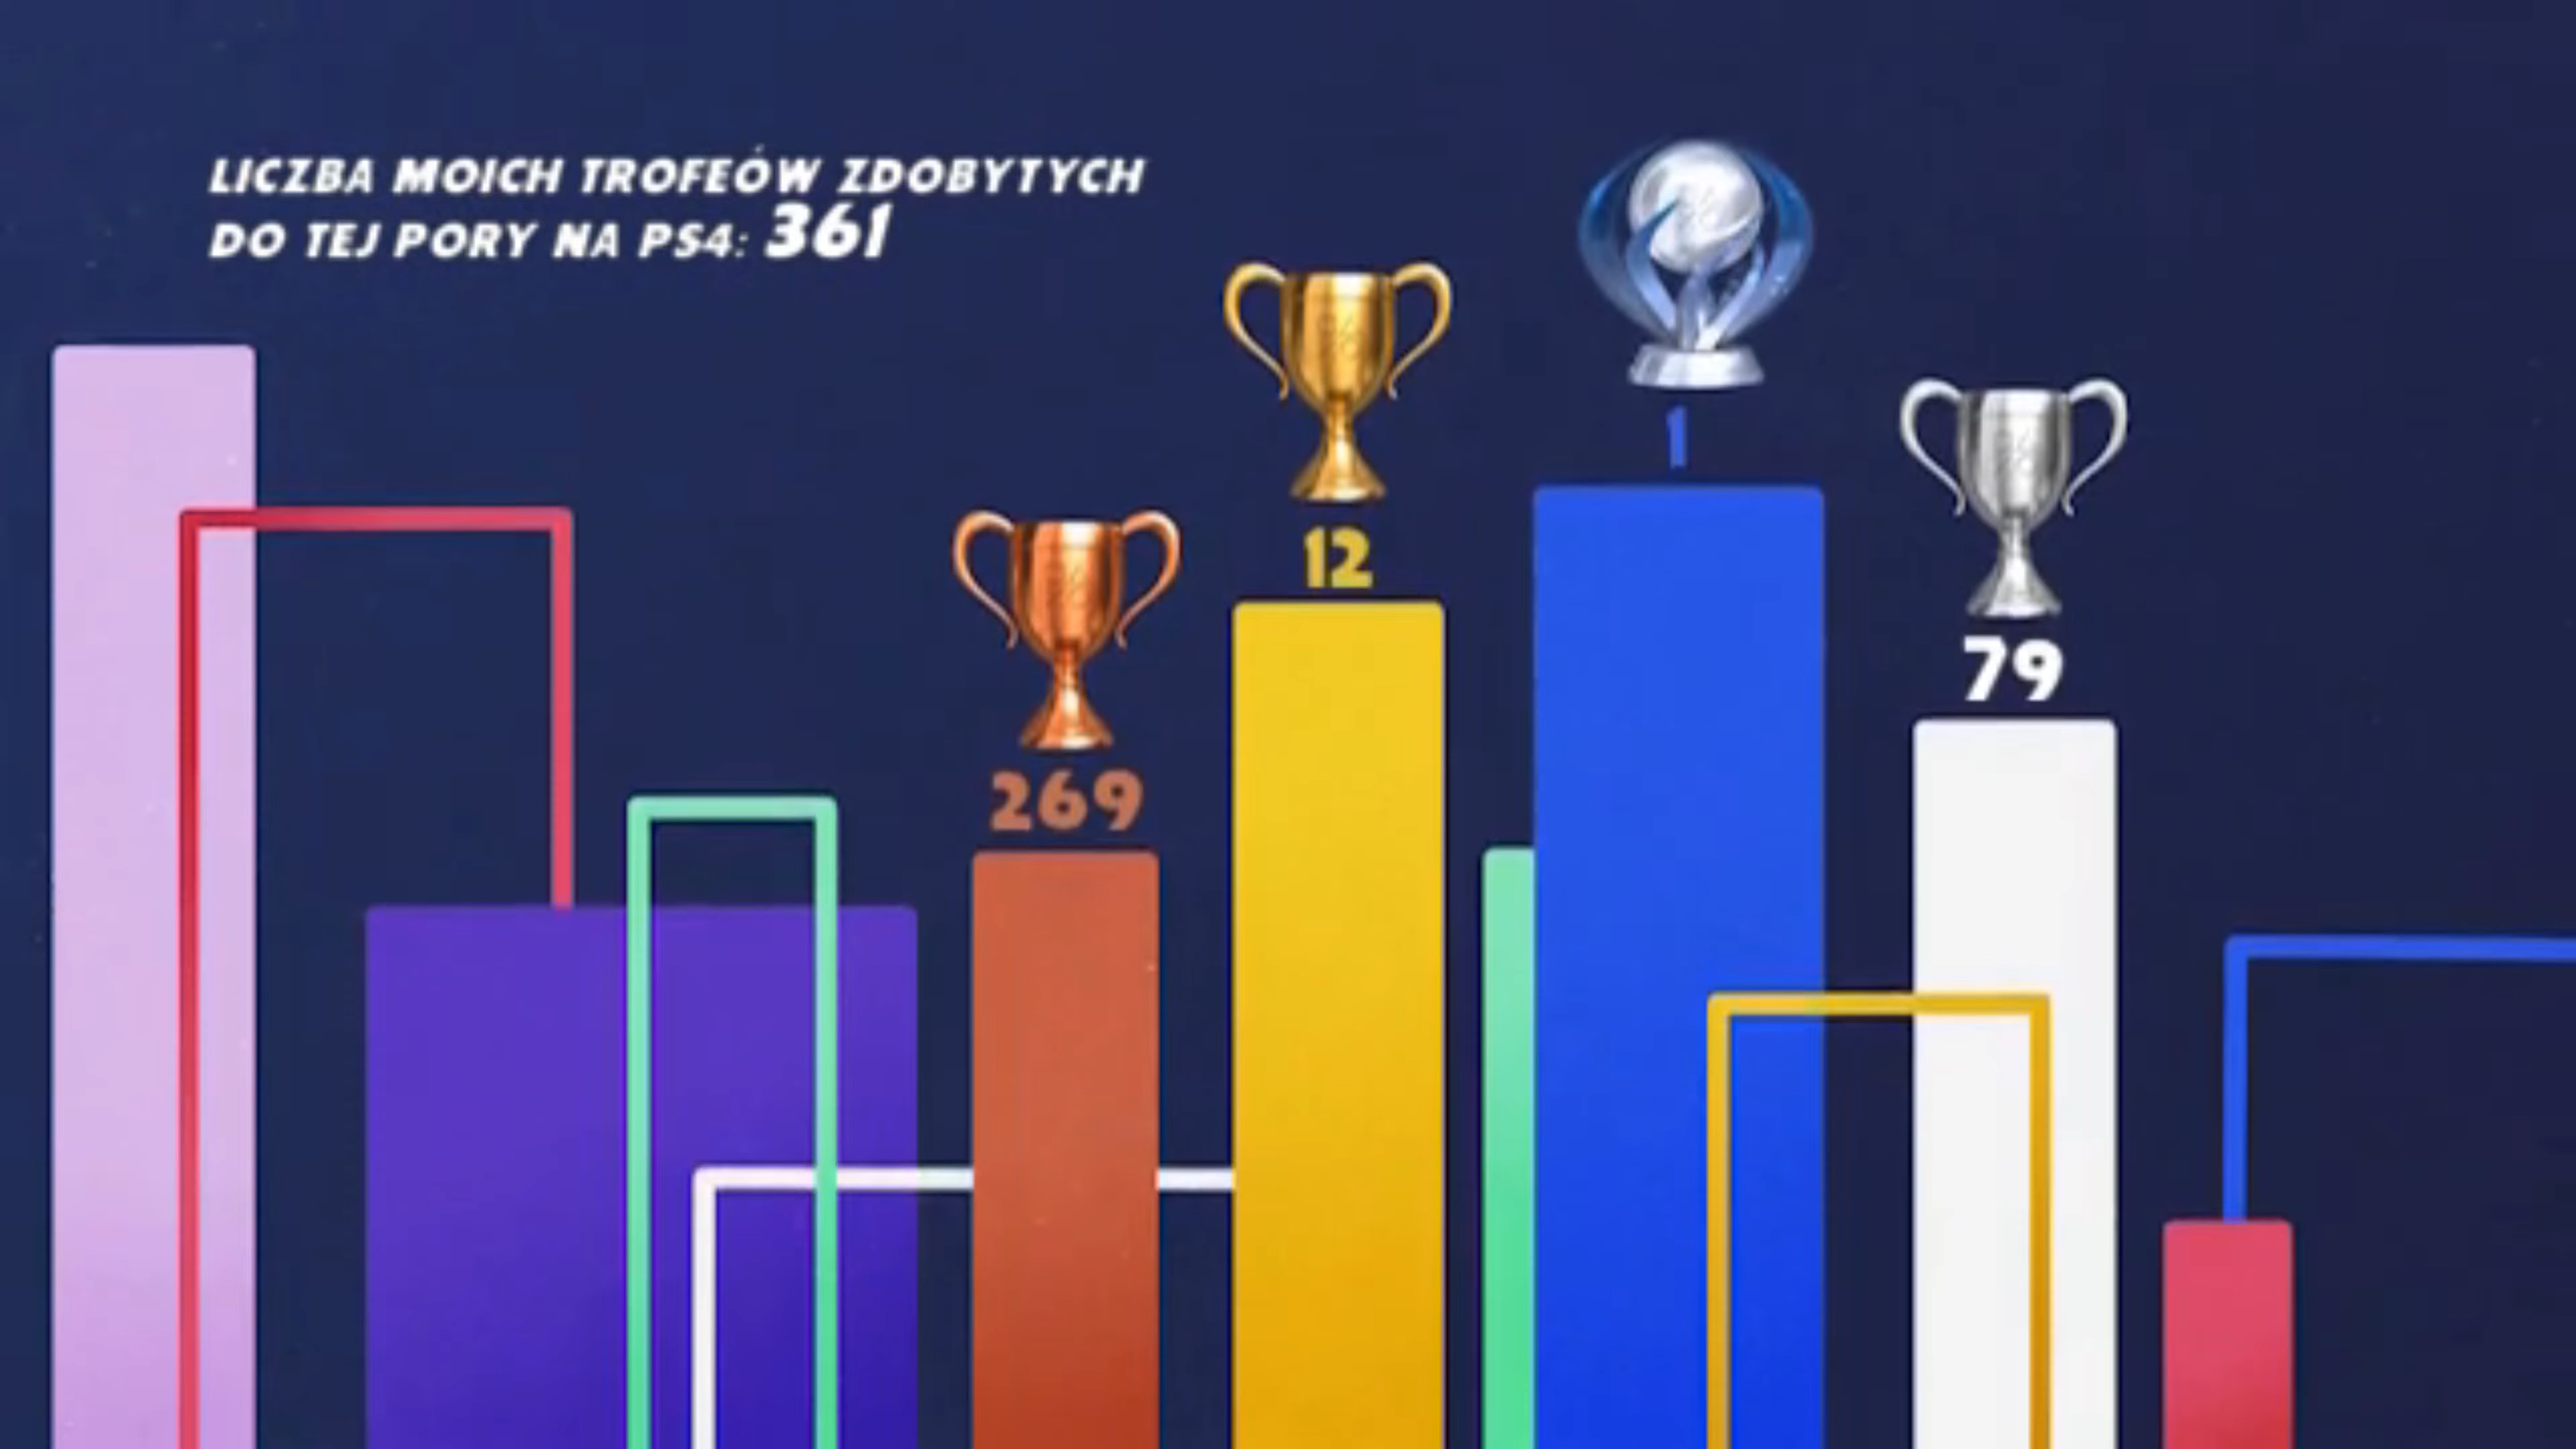 LICZBA MOICH TROFEÓW ZDOBYTYCH
DO TEJ PORY NA PS4: 361
1
12
79
269